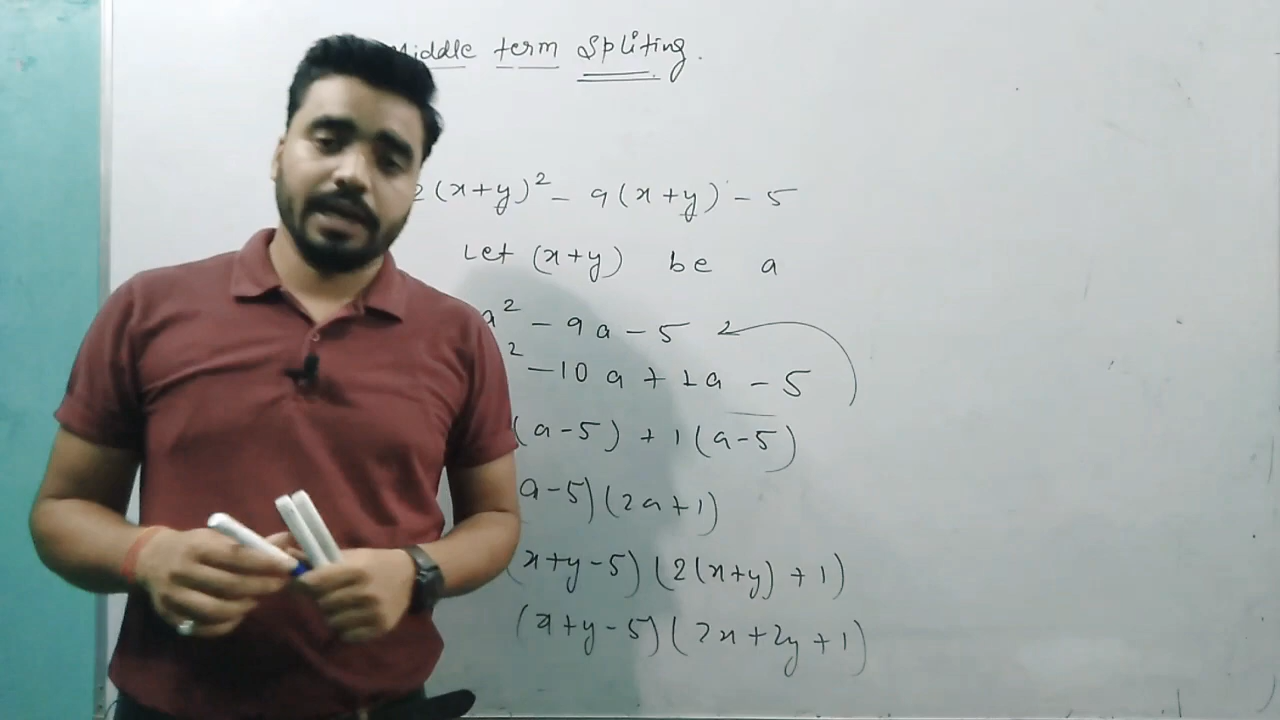 Middle term Spliting.
2(x+y)² - 9(x+y) - 5
Let (x+y) be a
a² - 9a - 5
² - 10a + 1a - 5
(a-5) + 1(a-5)
a-5)(2a+1)
(x+y-5)(2(x+y)+1)
(x+y-5)(2x+2y+1)